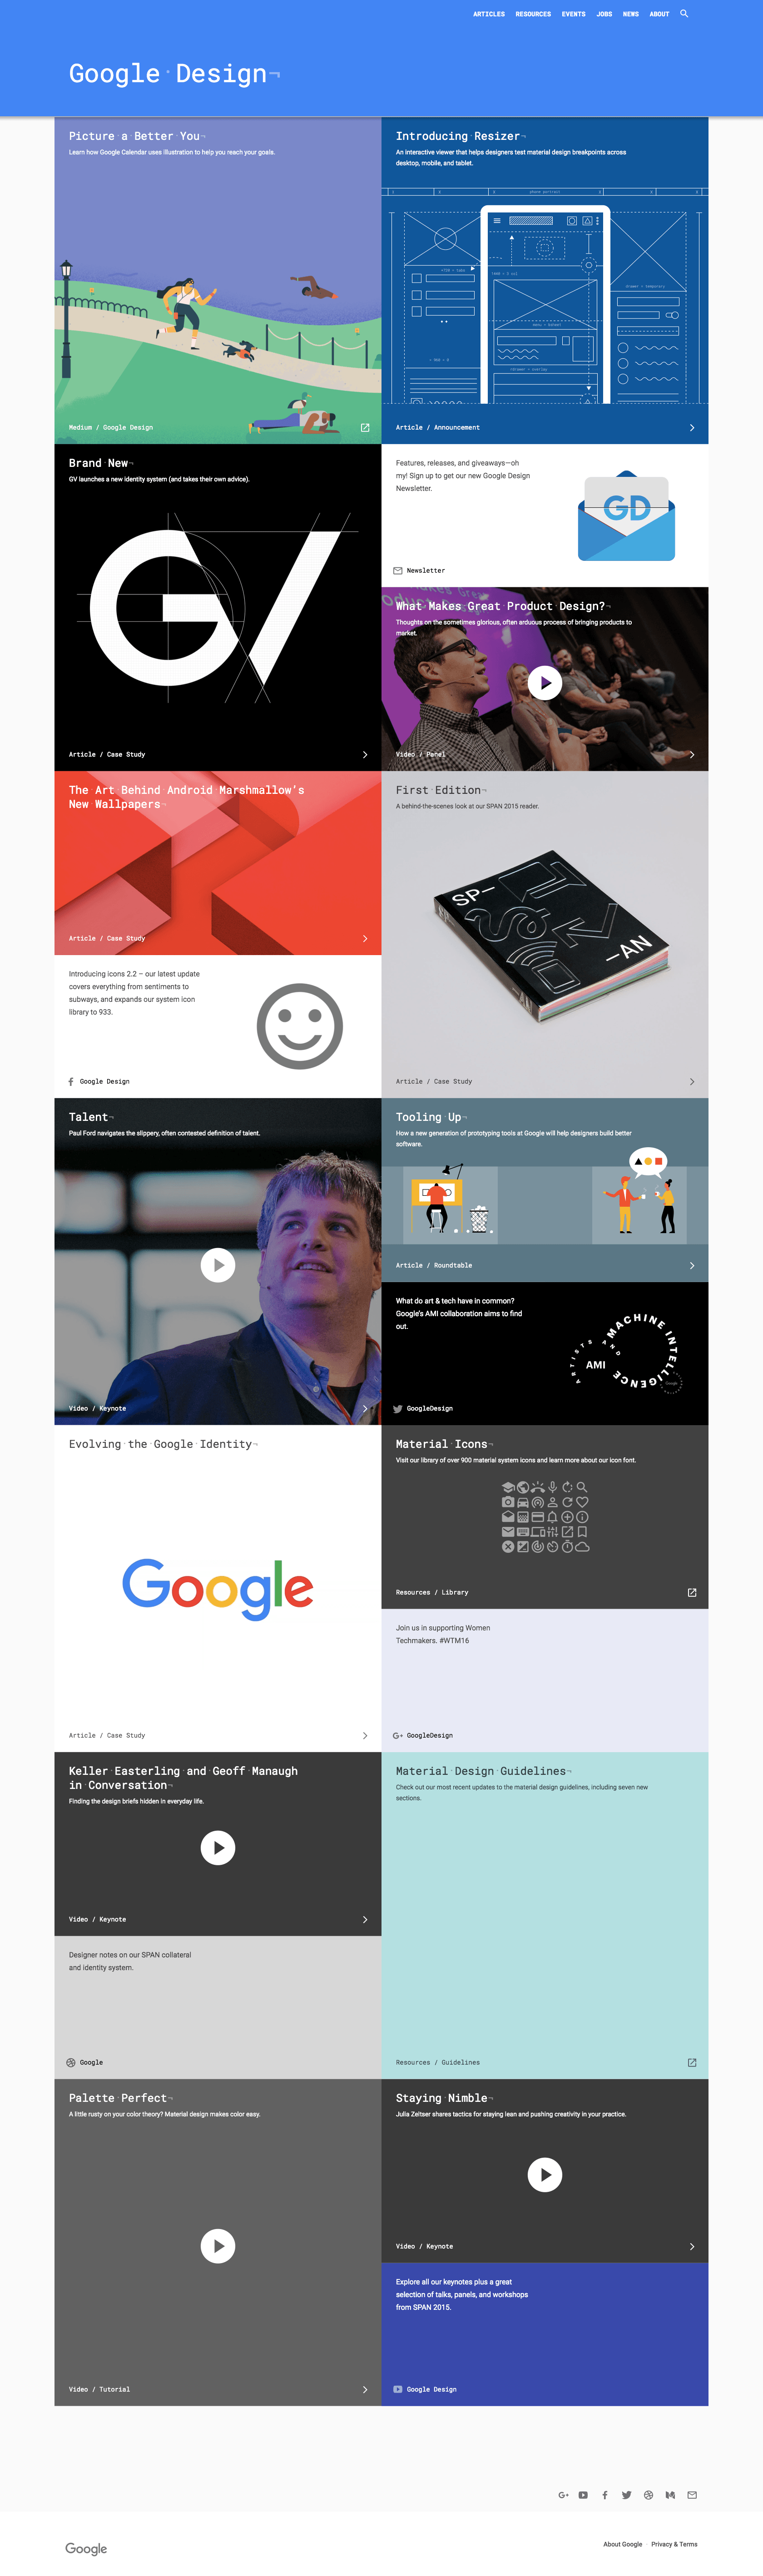 ARTICLES RESOURCES EVENTS JOBS NEWS ABOUT
Google·Design¬
Picture·a·Better·You¬
Learn how Google Calendar uses illustration to help you reach your goals.
Medium / Google Design
Introducing·Resizer¬
An interactive viewer that helps designers test material design breakpoints across
desktop, mobile, and tablet.
phone portrait
Article / Announcement
Brand·New¬
GV launches a new identity system (and takes their own advice).
GV
Article / Case Study
Features, releases, and giveaways—oh
my! Sign up to get our new Google Design
Newsletter.
GD
Newsletter
What·Makes·Great·Product·Design?¬
Thoughts on the sometimes glorious, often arduous process of bringing products to
market.
Video / Panel
The·Art·Behind·Android·Marshmallow's
New·Wallpapers¬
Article / Case Study
Introducing icons 2.2 – our latest update
covers everything from sentiments to
subways, and expands our system icon
library to 933.
Google Design
First·Edition¬
A behind-the-scenes look at our SPAN 2015 reader.
SP—
—AN
Article / Case Study
Talent¬
Paul Ford navigates the slippery, often contested definition of talent.
Video / Keynote
Tooling·Up¬
How a new generation of prototyping tools at Google will help designers build better
software.
Article / Roundtable
What do art & tech have in common?
Google's AMI collaboration aims to find
out.
ARTISTS AND
MACHINE INTELLIGENCE
AMI
Google
GoogleDesign
Evolving·the·Google·Identity¬
Google
Article / Case Study
Material·Icons¬
Visit our library of over 900 material system icons and learn more about our icon font.
Resources / Library
Join us in supporting Women
Techmakers. #WTM16
GoogleDesign
Keller·Easterling·and·Geoff·Manaugh
in·Conversation¬
Finding the design briefs hidden in everyday life.
Video / Keynote
Designer notes on our SPAN collateral
and identity system.
Google
Material·Design·Guidelines¬
Check out our most recent updates to the material design guidelines, including seven new
sections.
Resources / Guidelines
Palette·Perfect¬
A little rusty on your color theory? Material design makes color easy.
Video / Tutorial
Staying·Nimble¬
Julia Zeltser shares tactics for staying lean and pushing creativity in your practice.
Video / Keynote
Explore all our keynotes plus a great
selection of talks, panels, and workshops
from SPAN 2015.
Google Design
Google
About Google · Privacy & Terms